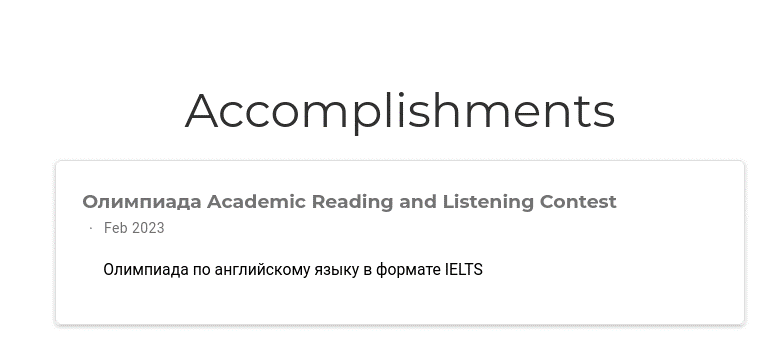 Accomplishments
Олимпиада Academic Reading and Listening Contest
· Feb 2023
Олимпиада по английскому языку в формате IELTS